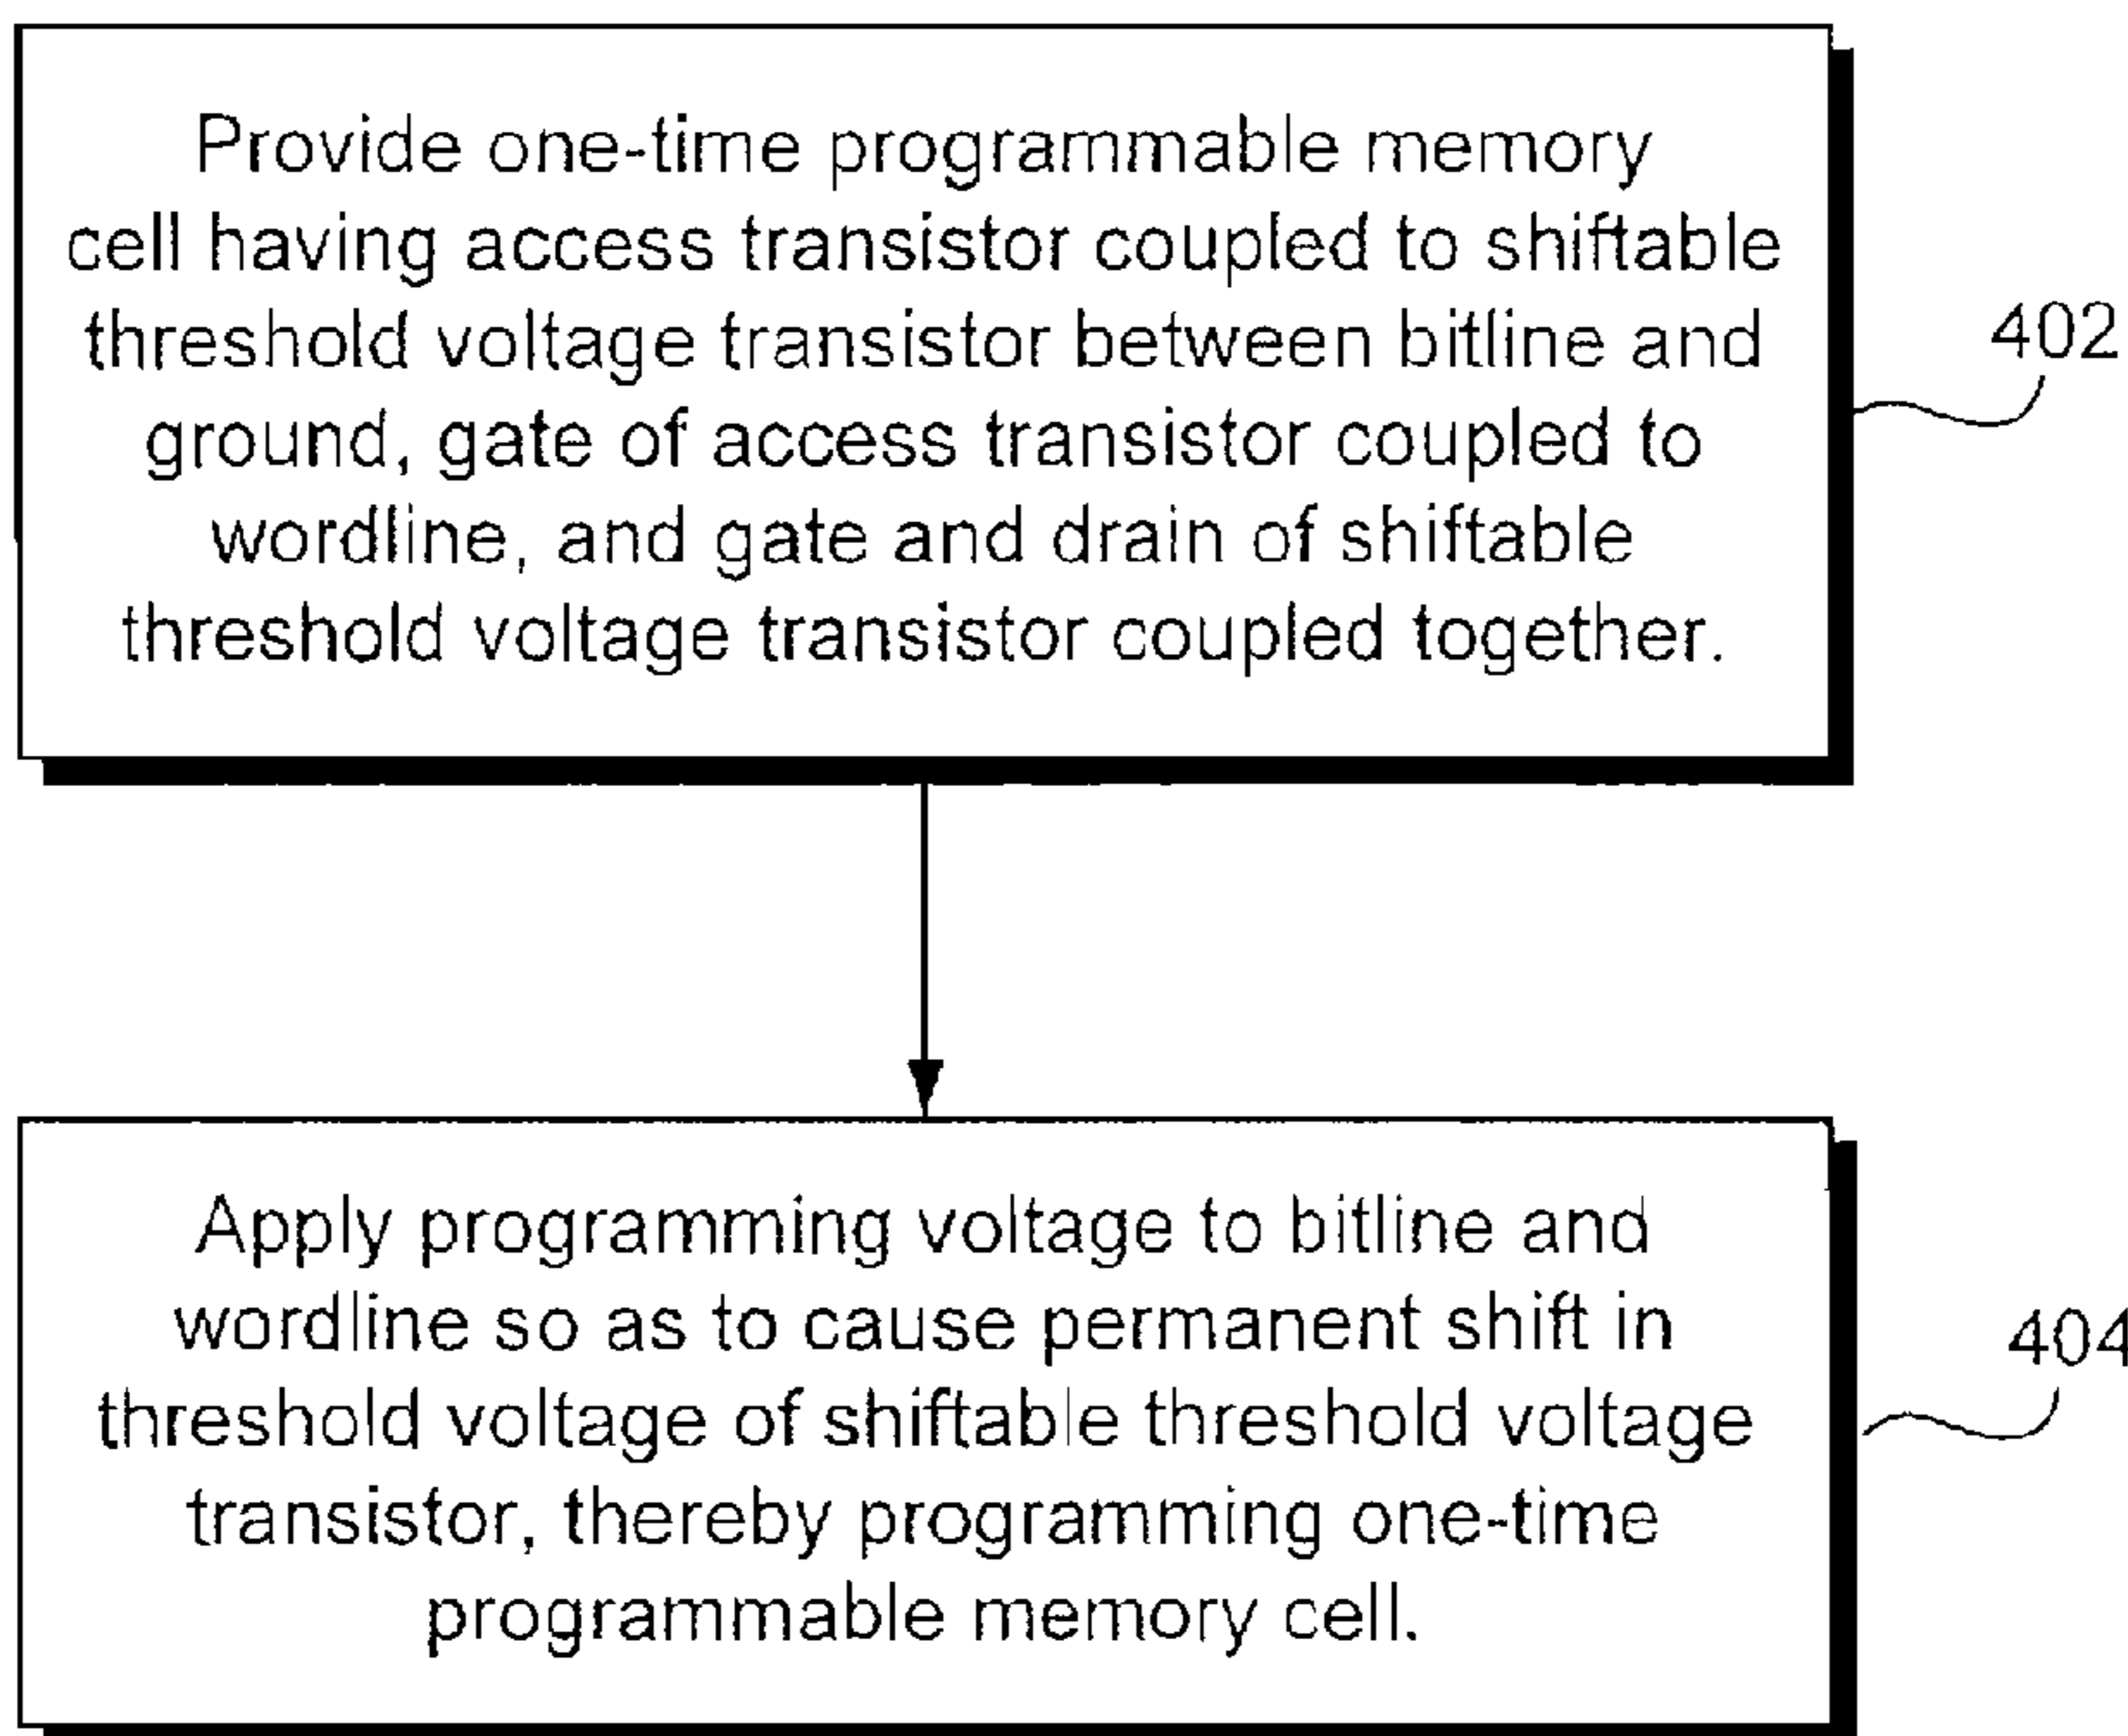 Provide one-time programmable memory
cell having access transistor coupled to shiftable
threshold voltage transistor between bitline and
ground, gate of access transistor coupled to
wordline, and gate and drain of shiftable
threshold voltage transistor coupled together.
402
Apply programming voltage to bitline and
wordline so as to cause permanent shift in
threshold voltage of shiftable threshold voltage
transistor, thereby programming one-time
programmable memory cell.
404